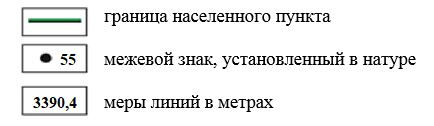 граница населенного пункта
55 межевой знак, установленный в натуре
3390,4 меры линий в метрах